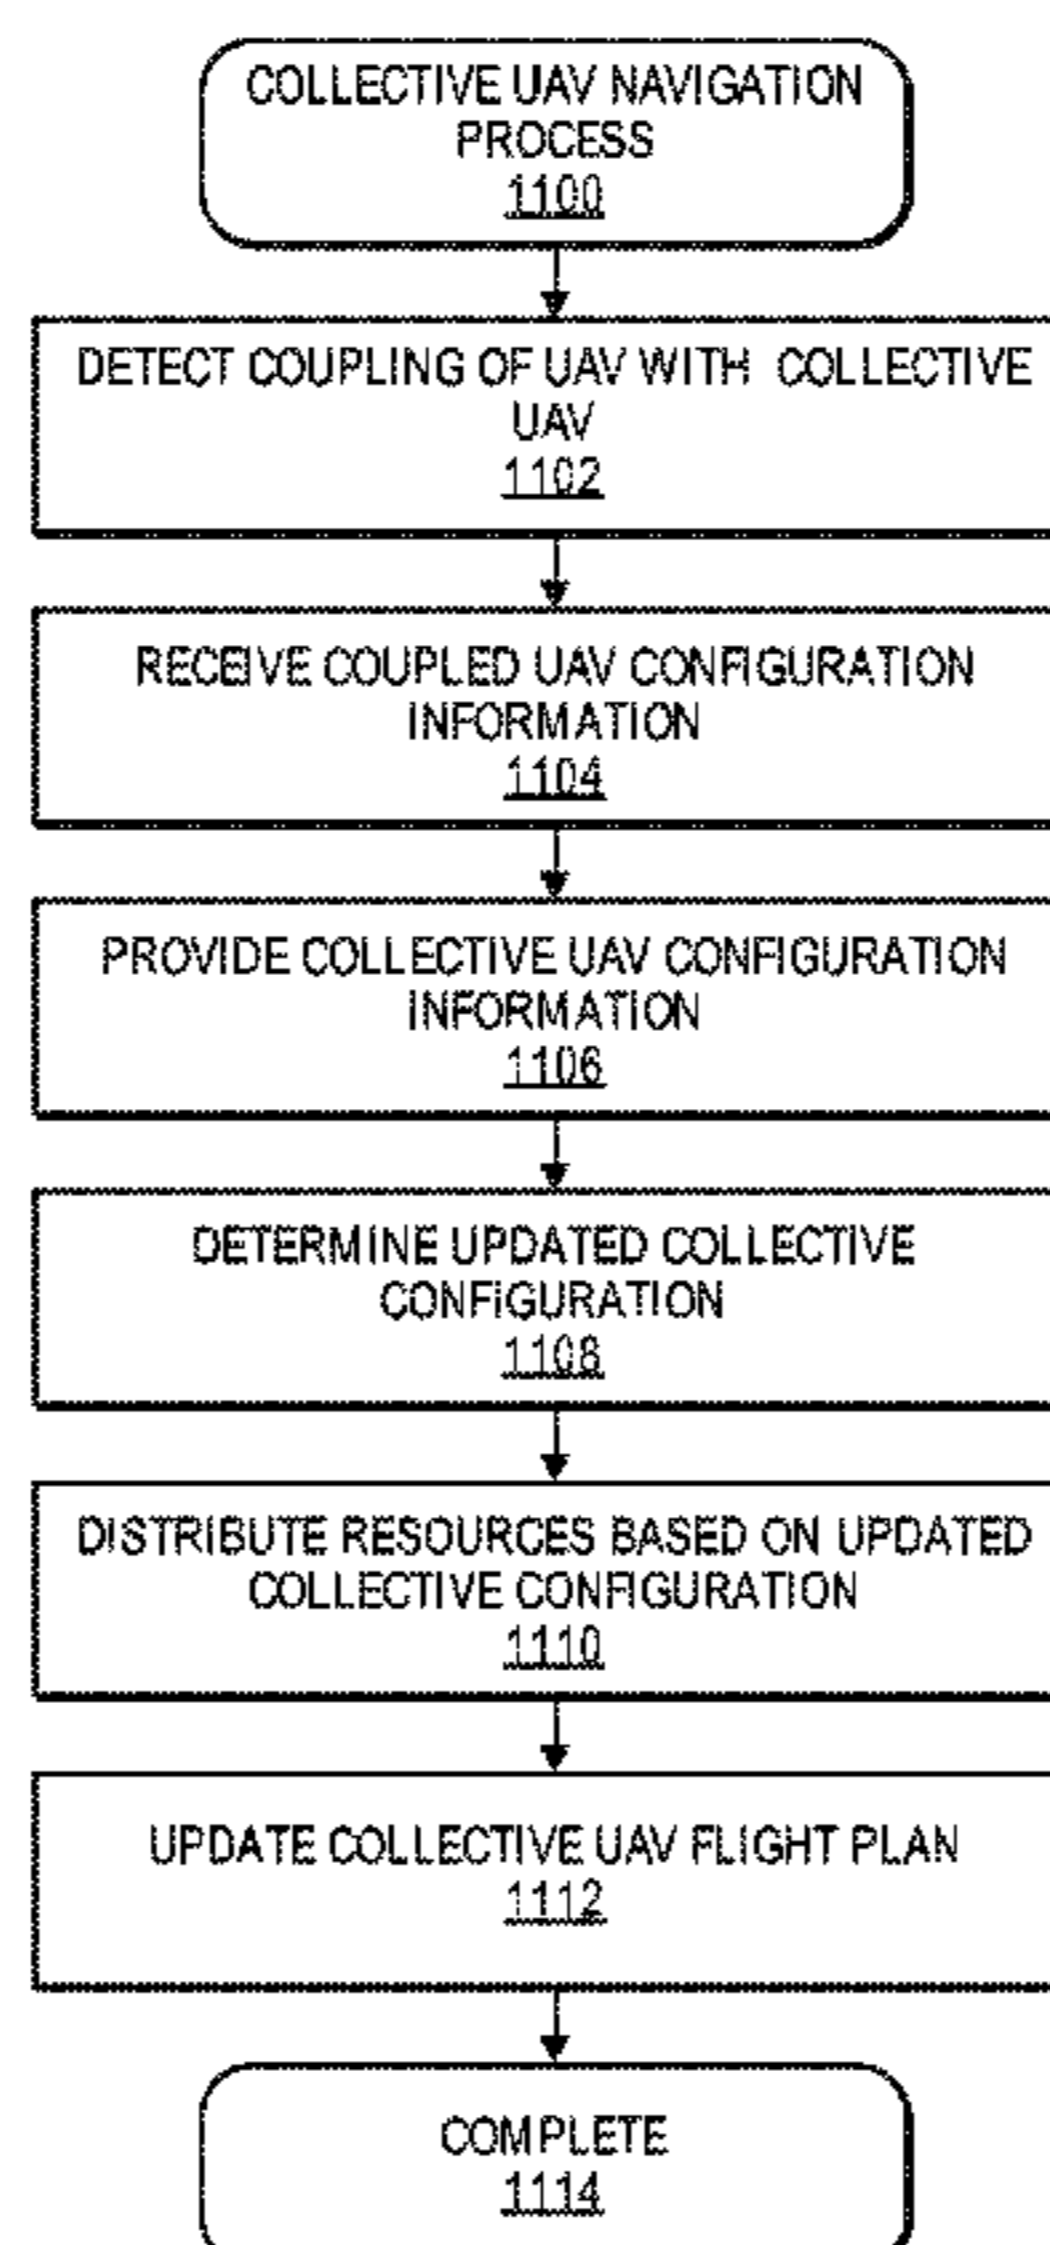 COLLECTIVE UAV NAVIGATION
PROCESS
1100
DETECT COUPLING OF UAV WITH COLLECTIVE
UAV
1102
RECEIVE COUPLED UAV CONFIGURATION
INFORMATION
1104
PROVIDE COLLECTIVE UAV CONFIGURATION
INFORMATION
1106
DETERMINE UPDATED COLLECTIVE
CONFIGURATION
1108
DISTRIBUTE RESOURCES BASED ON UPDATED
COLLECTIVE CONFIGURATION
1110
UPDATE COLLECTIVE UAV FLIGHT PLAN
1112
COMPLETE
1114